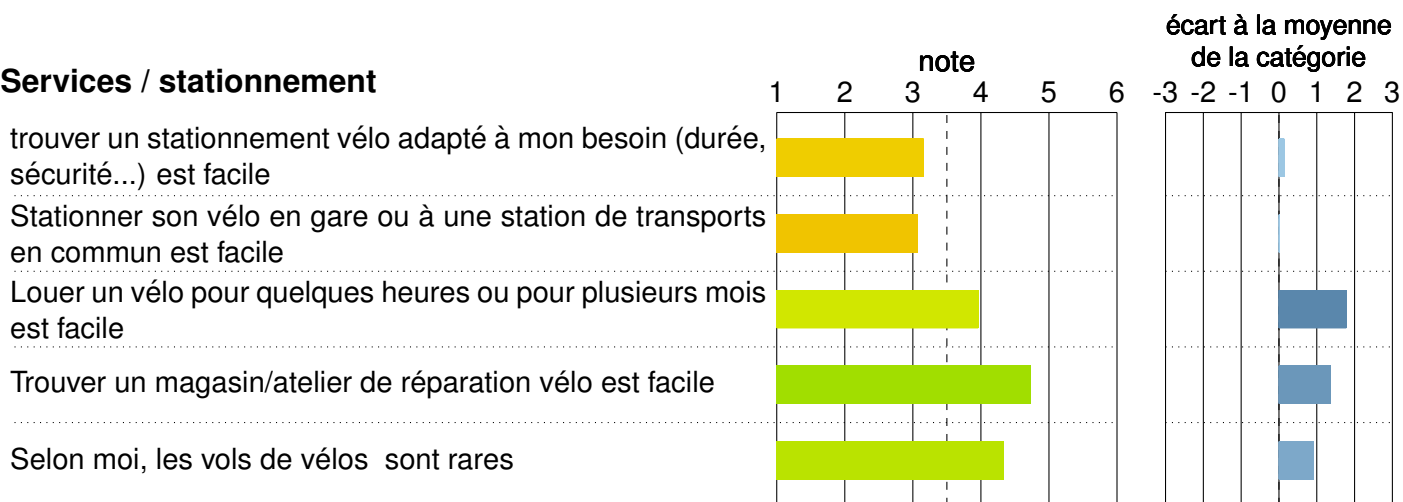 écart à la moyenne
note de la catégorie
Services / stationnement
1 2 3 4 5 6 -3 -2 -1 0 1 2 3
trouver un stationnement vélo adapté à mon besoin (durée,
sécurité...) est facile
Stationner son vélo en gare ou à une station de transports
en commun est facile
Louer un vélo pour quelques heures ou pour plusieurs mois
est facile
Trouver un magasin/atelier de réparation vélo est facile
Selon moi, les vols de vélos sont rares